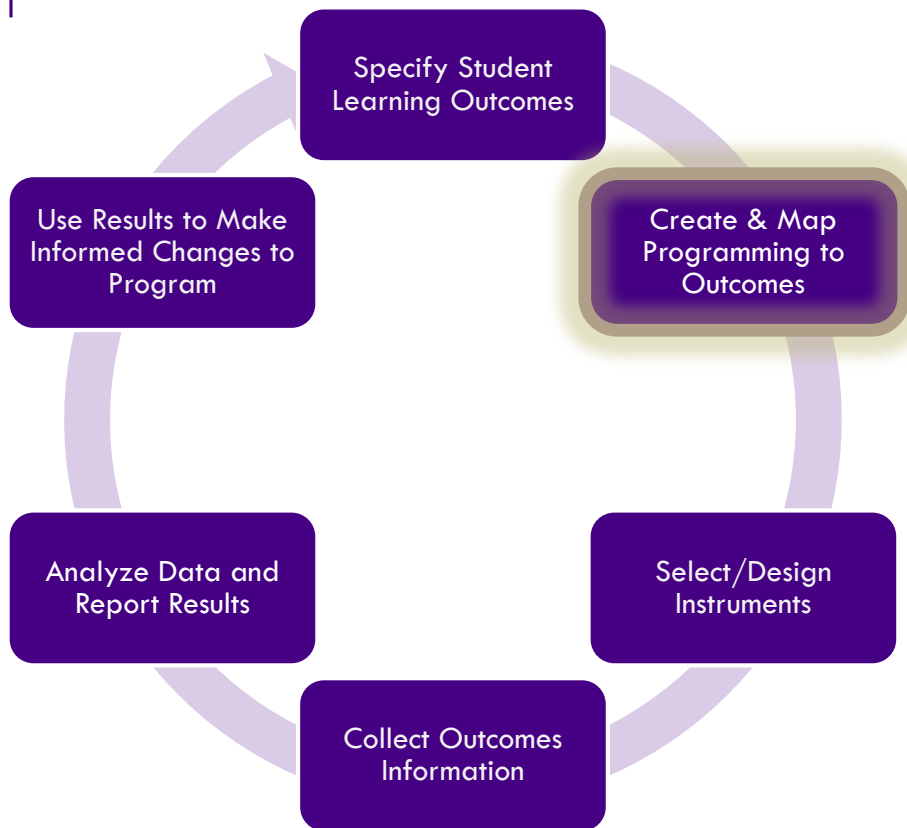 Specify Student
Learning Outcomes
Create & Map
Programming to
Outcomes
Select/Design
Instruments
Collect Outcomes
Information
Analyze Data and
Report Results
Use Results to Make
Informed Changes to
Program